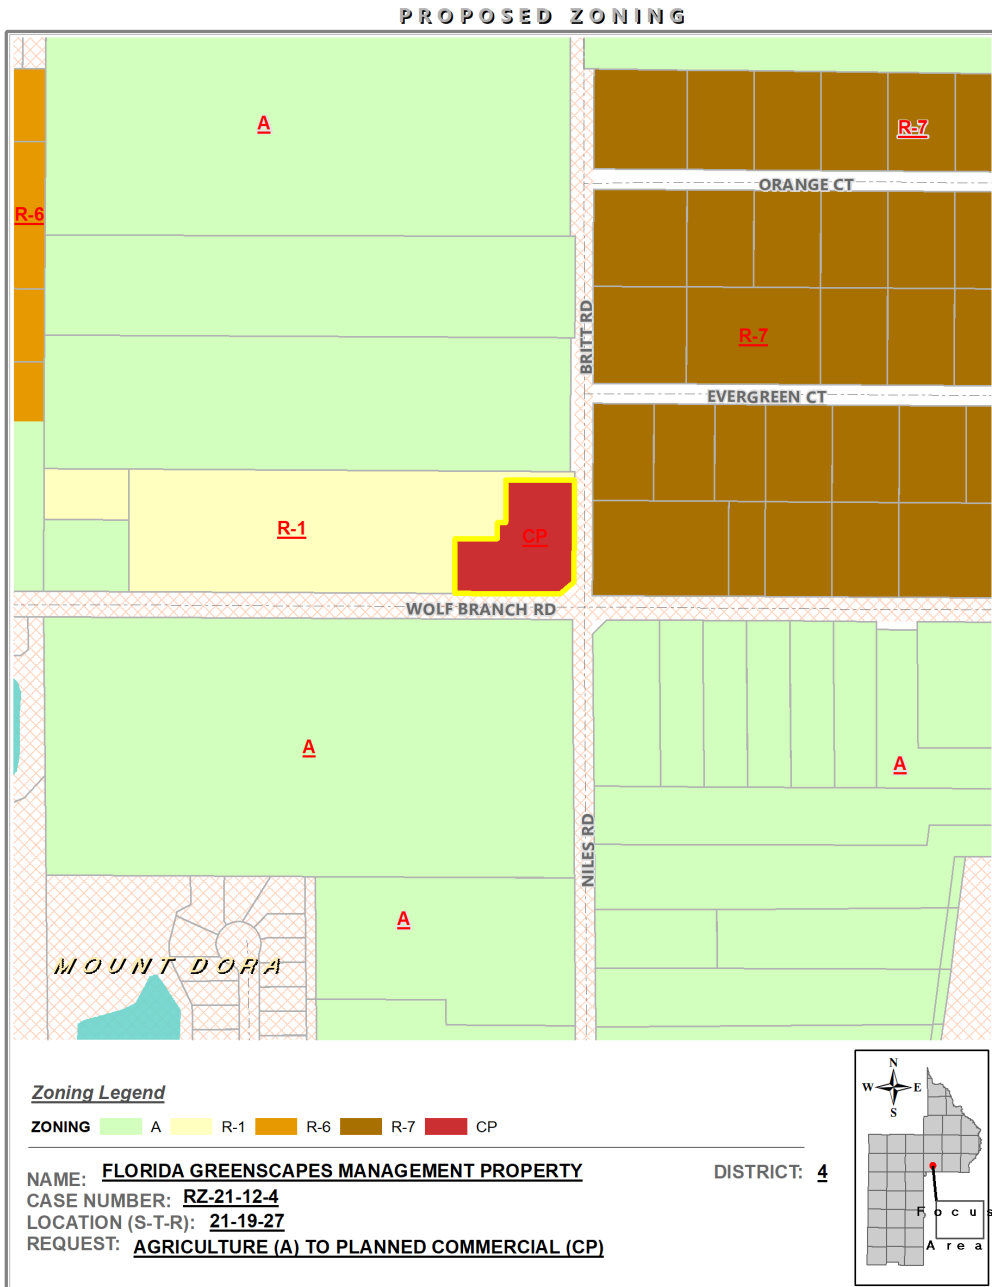 PROPOSED ZONING
A
R-7
ORANGE CT
R-6
BRITT RD
R-7
EVERGREEN CT
R-1
CP
WOLF BRANCH RD
A
A
NILES RD
A
MOUNT DORA
Zoning Legend
ZONING A R-1 R-6 R-7 CP
NAME: FLORIDA GREENSCAPES MANAGEMENT PROPERTY
DISTRICT: 4
CASE NUMBER: RZ-21-12-4
LOCATION (S-T-R): 21-19-27
REQUEST: AGRICULTURE (A) TO PLANNED COMMERCIAL (CP)
N
W E
S
Focus
Area